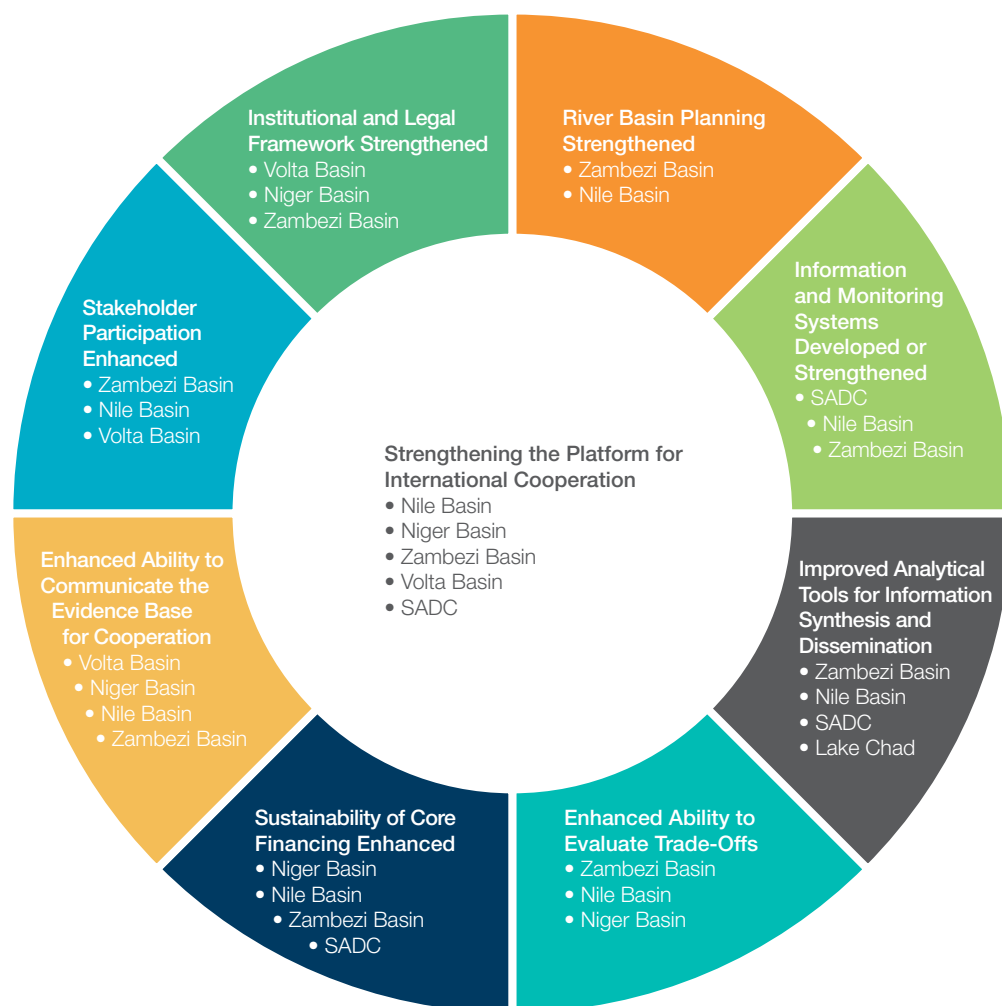 Institutional and Legal
Framework Strengthened
• Volta Basin
• Niger Basin
• Zambezi Basin
River Basin Planning
Strengthened
• Zambezi Basin
• Nile Basin
Information
and Monitoring
Systems
Developed or
Strengthened
• SADC
• Nile Basin
• Zambezi Basin
Improved Analytical
Tools for Information
Synthesis and
Dissemination
• Zambezi Basin
• Nile Basin
• SADC
• Lake Chad
Enhanced Ability to
Evaluate Trade-Offs
• Zambezi Basin
• Nile Basin
• Niger Basin
Sustainability of Core
Financing Enhanced
• Niger Basin
• Nile Basin
• Zambezi Basin
• SADC
Enhanced Ability to
Communicate the
Evidence Base
for Cooperation
• Volta Basin
• Niger Basin
• Nile Basin
• Zambezi Basin
Stakeholder
Participation
Enhanced
• Zambezi Basin
• Nile Basin
• Volta Basin
Strengthening the Platform for
International Cooperation
• Nile Basin
• Niger Basin
• Zambezi Basin
• Volta Basin
• SADC